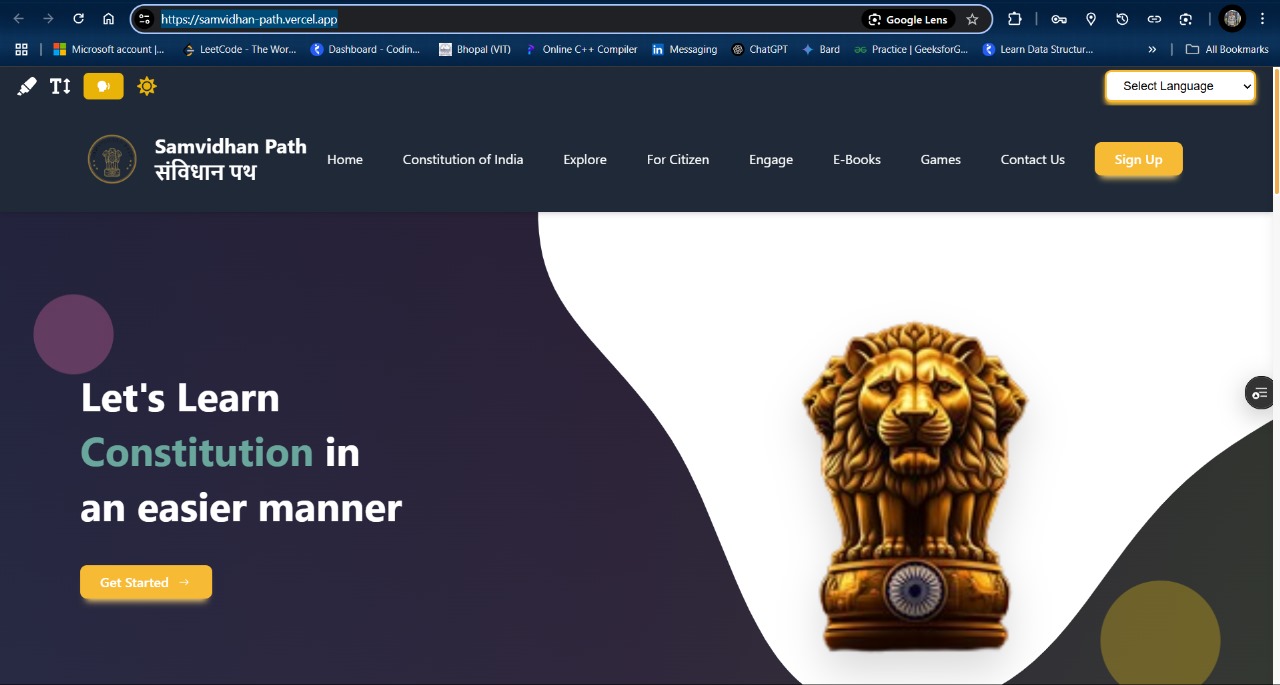 https://samvidhan-path.vercel.app
Google Lens
Microsoft account |...
LeetCode - The Wor...
Dashboard - Codin...
Bhopal (VIT)
Online C++ Compiler
Messaging
ChatGPT
Bard
Practice | GeeksforG...
Learn Data Structur...
»
All Bookmarks
Select Language
Samvidhan Path
संविधान पथ
Home
Constitution of India
Explore
For Citizen
Engage
E-Books
Games
Contact Us
Sign Up
Let's Learn
Constitution in
an easier manner
Get Started →